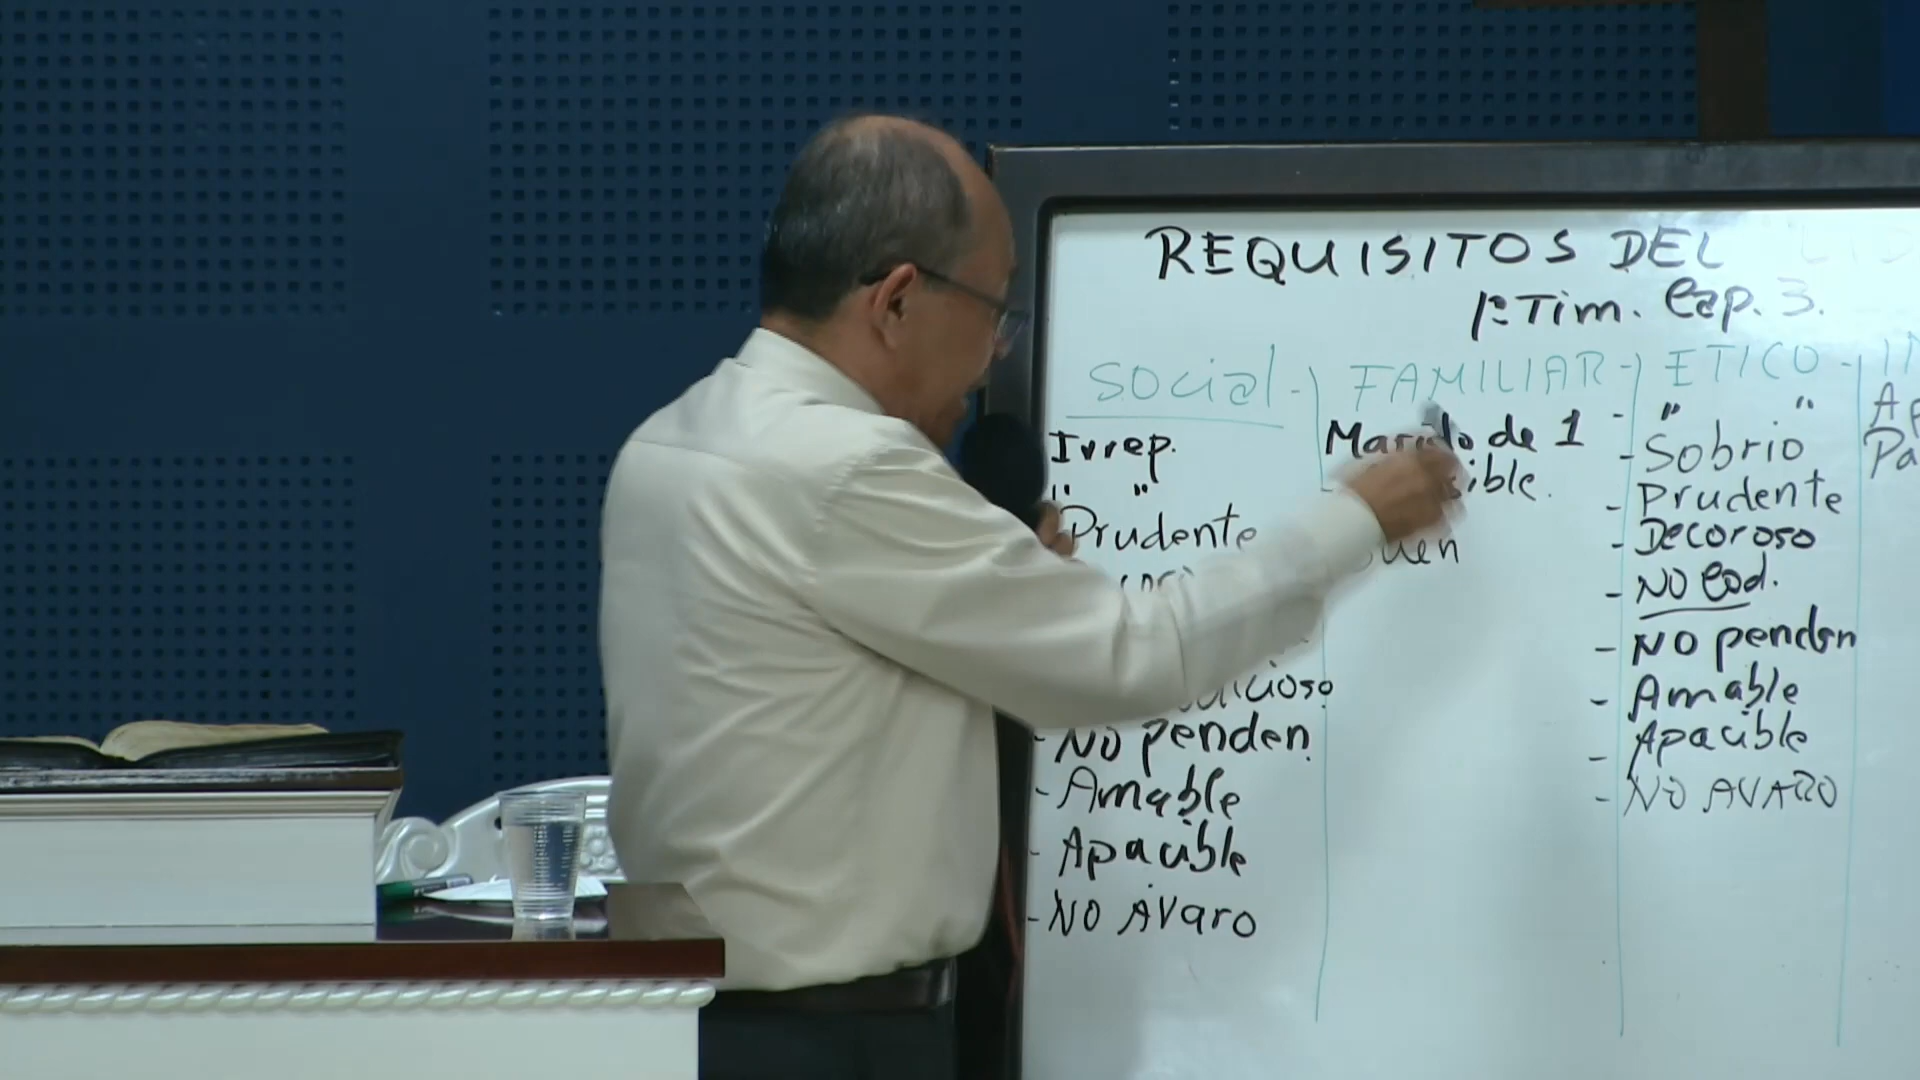 REQUISITOS DEL
1ª Tim. Cap. 3.
SOCIAL -
Irrep.
" "
Prudente
- No penden.
- Amable
- Apacible
- NO AVaro
FAMILIAR -
Marido de 1
ETICO -
- " "
- Sobrio
- Prudente
- Decoroso
- NO Cod.
- NO penden
- Amable
- Apacible
- NO AVARO